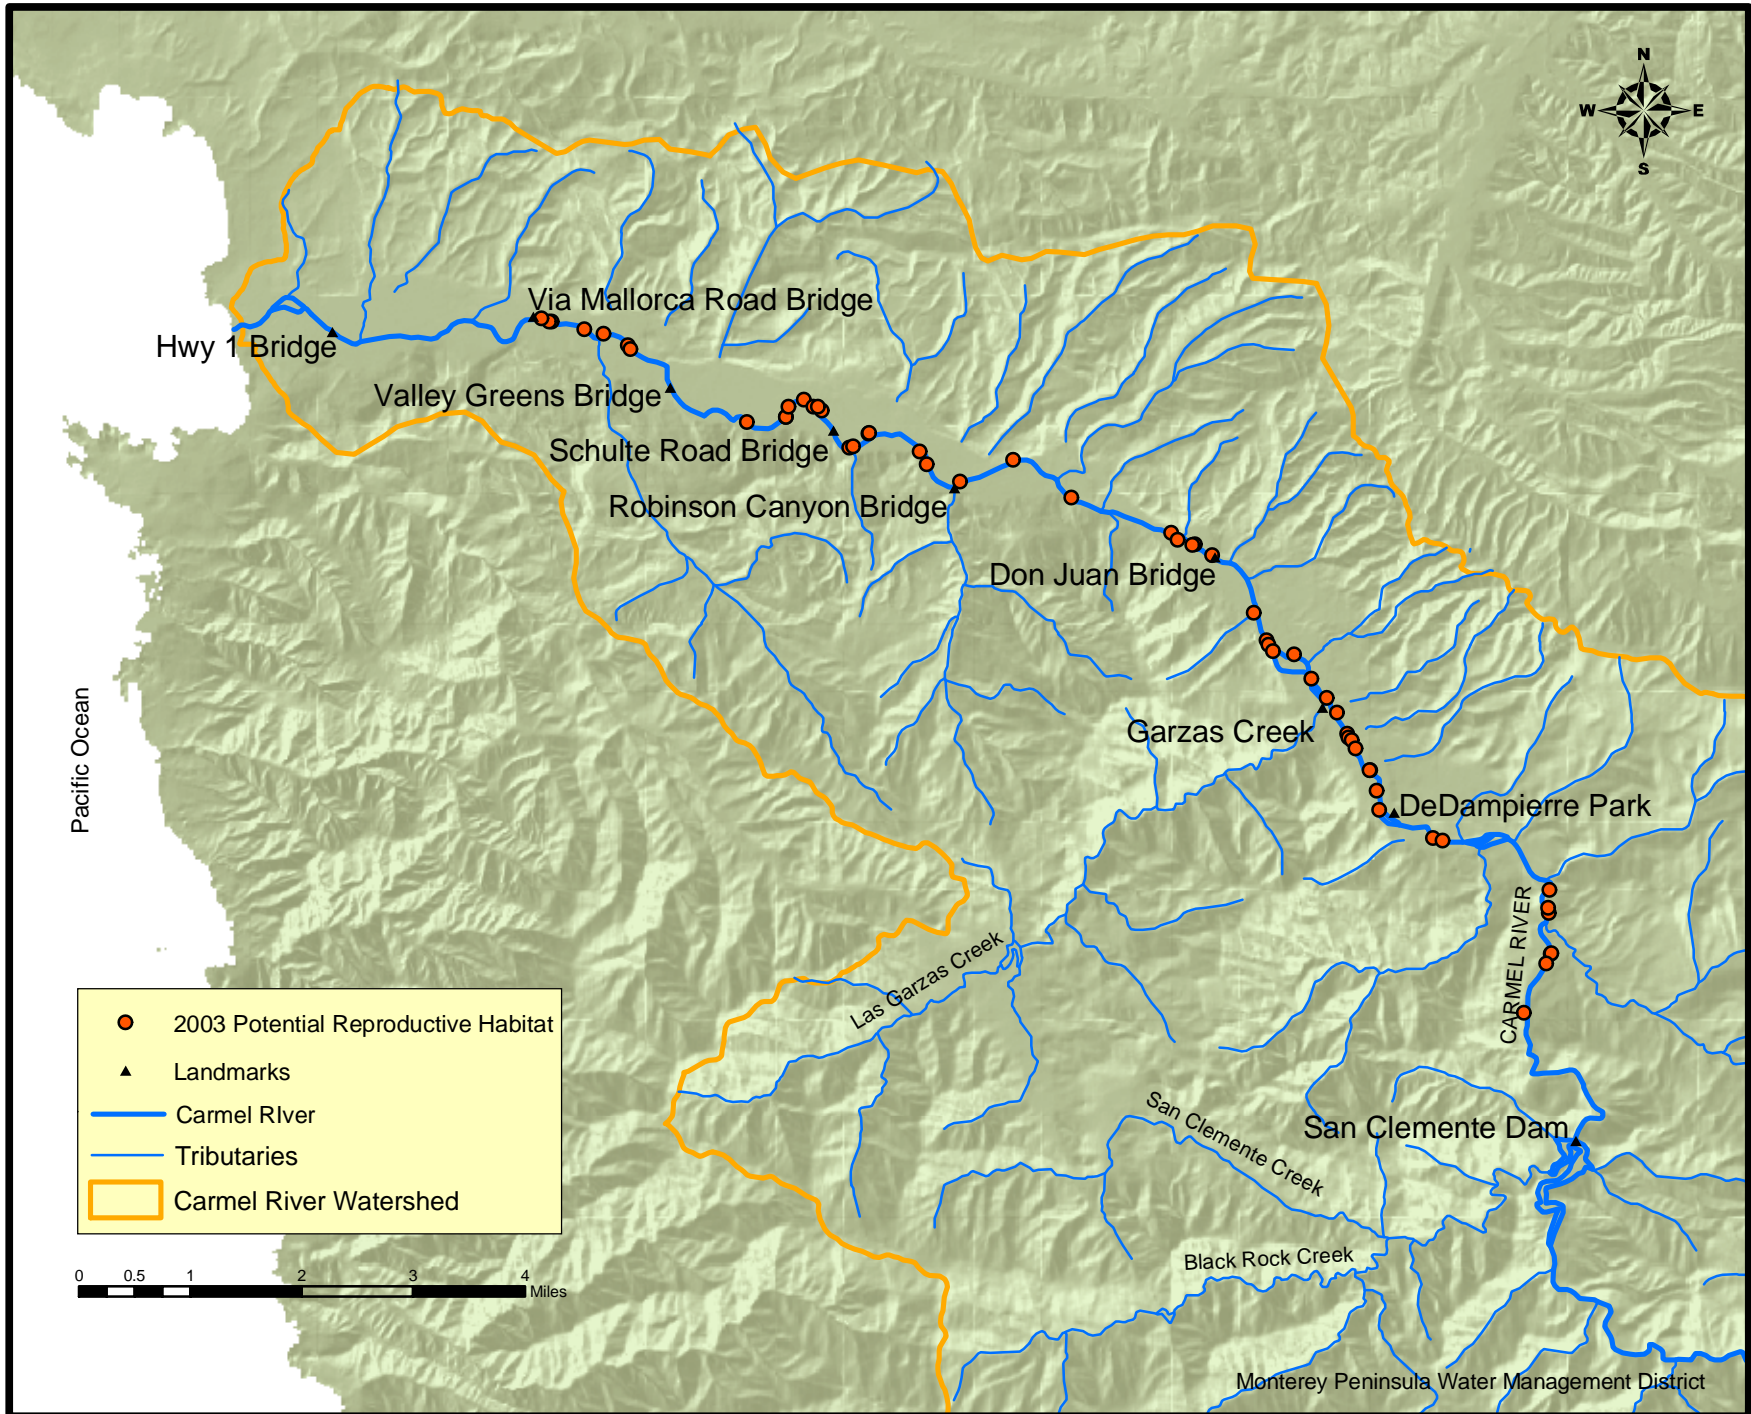 N
W
E
S
Via Mallorca Road Bridge
Hwy 1 Bridge
Valley Greens Bridge
Schulte Road Bridge
Robinson Canyon Bridge
Don Juan Bridge
Garzas Creek
DeDampierre Park
Pacific Ocean
CARMEL RIVER
Las Garzas Creek
San Clemente Creek
San Clemente Dam
Black Rock Creek
2003 Potential Reproductive Habitat
Landmarks
Carmel RIver
Tributaries
Carmel River Watershed
0 0.5 1 2 3 4
Miles
Monterey Peninsula Water Management District